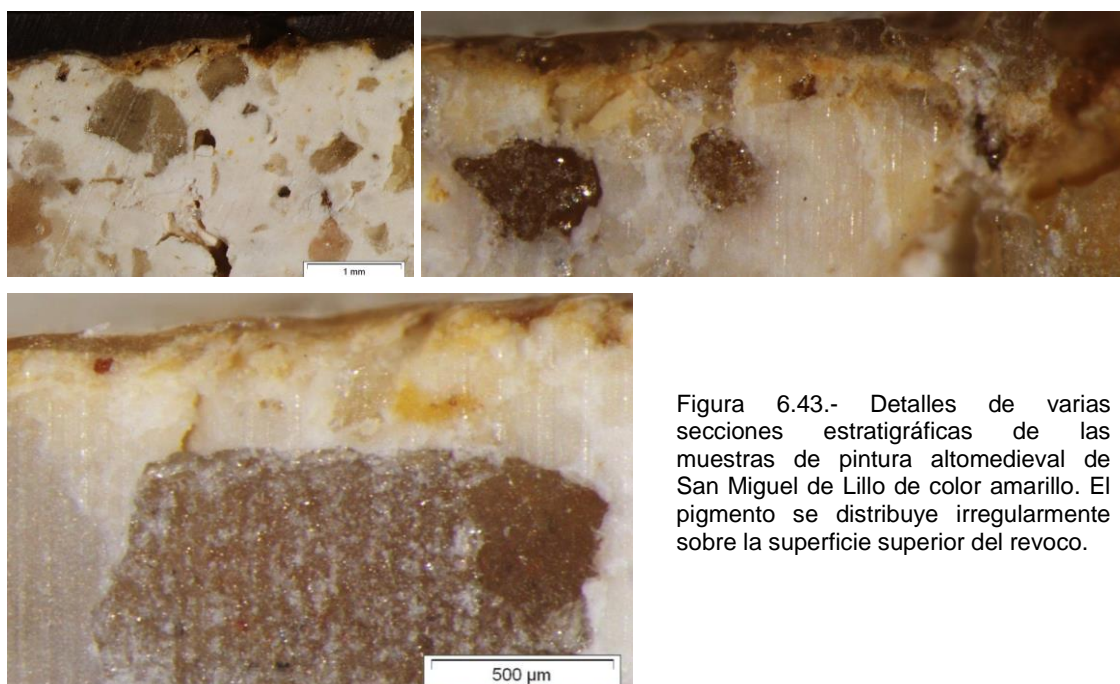 1 mm
500 µm
Figura 6.43.- Detalles de varias
secciones estratigráficas de las
muestras de pintura altomedieval de
San Miguel de Lillo de color amarillo. El
pigmento se distribuye irregularmente
sobre la superficie superior del revoco.